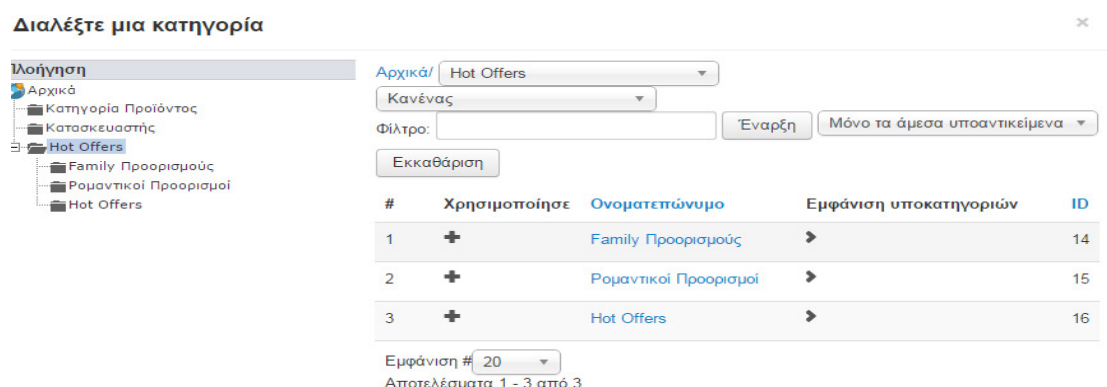 Διαλέξτε μια κατηγορία ×
Πλοήγηση
Αρχικά
Κατηγορία Προϊόντος
Κατασκευαστής
Hot Offers
Family Προορισμούς
Ρομαντικοί Προορισμοί
Hot Offers
Αρχικά/ Hot Offers
Κανένας
Φίλτρο: Έναρξη Μόνο τα άμεσα υποαντικείμενα
Εκκαθάριση
# Χρησιμοποίησε Ονοματεπώνυμο Εμφάνιση υποκατηγοριών ID
1 Family Προορισμούς 14
2 Ρομαντικοί Προορισμοί 15
3 Hot Offers 16
Εμφάνιση # 20
Αποτελέσματα 1 - 3 από 3